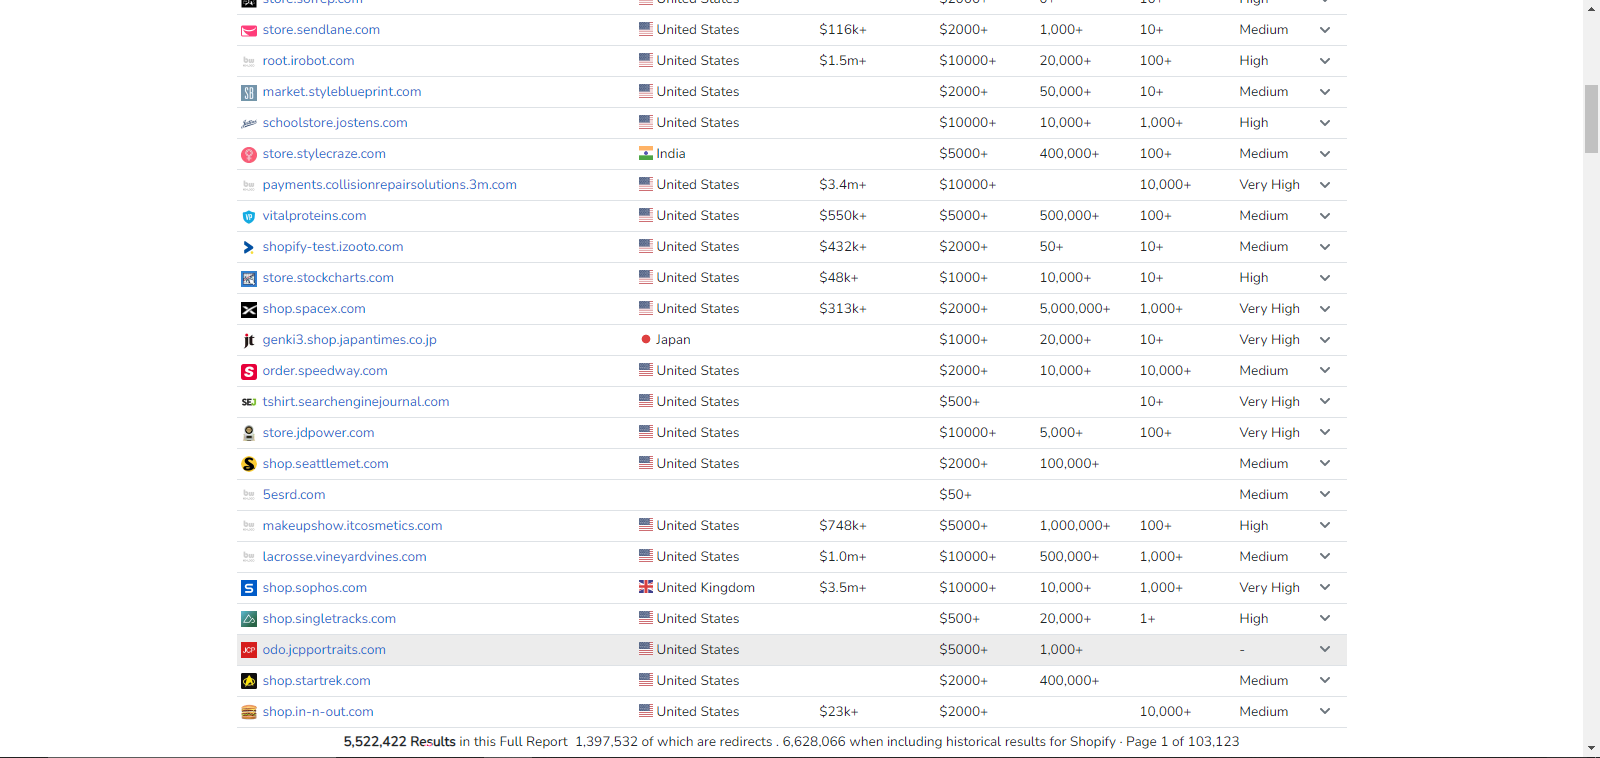 store.sofrep.com United States $2000+ 0+ 10+ High
store.sendlane.com United States $116k+ $2000+ 1,000+ 10+ Medium
root.irobot.com United States $1.5m+ $10000+ 20,000+ 100+ High
market.styleblueprint.com United States $2000+ 50,000+ 10+ Medium
schoolstore.jostens.com United States $10000+ 10,000+ 1,000+ High
store.stylecraze.com India $5000+ 400,000+ 100+ Medium
payments.collisionrepairsolutions.3m.com United States $3.4m+ $10000+ 10,000+ Very High
vitalproteins.com United States $550k+ $5000+ 500,000+ 100+ Medium
shopify-test.izooto.com United States $432k+ $2000+ 50+ 10+ Medium
store.stockcharts.com United States $48k+ $1000+ 10,000+ 10+ High
shop.spacex.com United States $313k+ $2000+ 5,000,000+ 1,000+ Very High
jt genki3.shop.japantimes.co.jp Japan $1000+ 20,000+ 10+ Very High
order.speedway.com United States $2000+ 10,000+ 10,000+ Medium
SEJ tshirt.searchenginejournal.com United States $500+ 10+ Very High
store.jdpower.com United States $10000+ 5,000+ 100+ Very High
shop.seattlemet.com United States $2000+ 100,000+ Medium
5esrd.com $50+ Medium
makeupshow.itcosmetics.com United States $748k+ $5000+ 1,000,000+ 100+ High
lacrosse.vineyardvines.com United States $1.0m+ $10000+ 500,000+ 1,000+ Medium
shop.sophos.com United Kingdom $3.5m+ $10000+ 10,000+ 1,000+ Very High
shop.singletracks.com United States $500+ 20,000+ 1+ High
JCP odo.jcpportraits.com United States $5000+ 1,000+ -
shop.startrek.com United States $2000+ 400,000+ Medium
shop.in-n-out.com United States $23k+ $2000+ 10,000+ Medium
5,522,422 Results in this Full Report 1,397,532 of which are redirects . 6,628,066 when including historical results for Shopify · Page 1 of 103,123